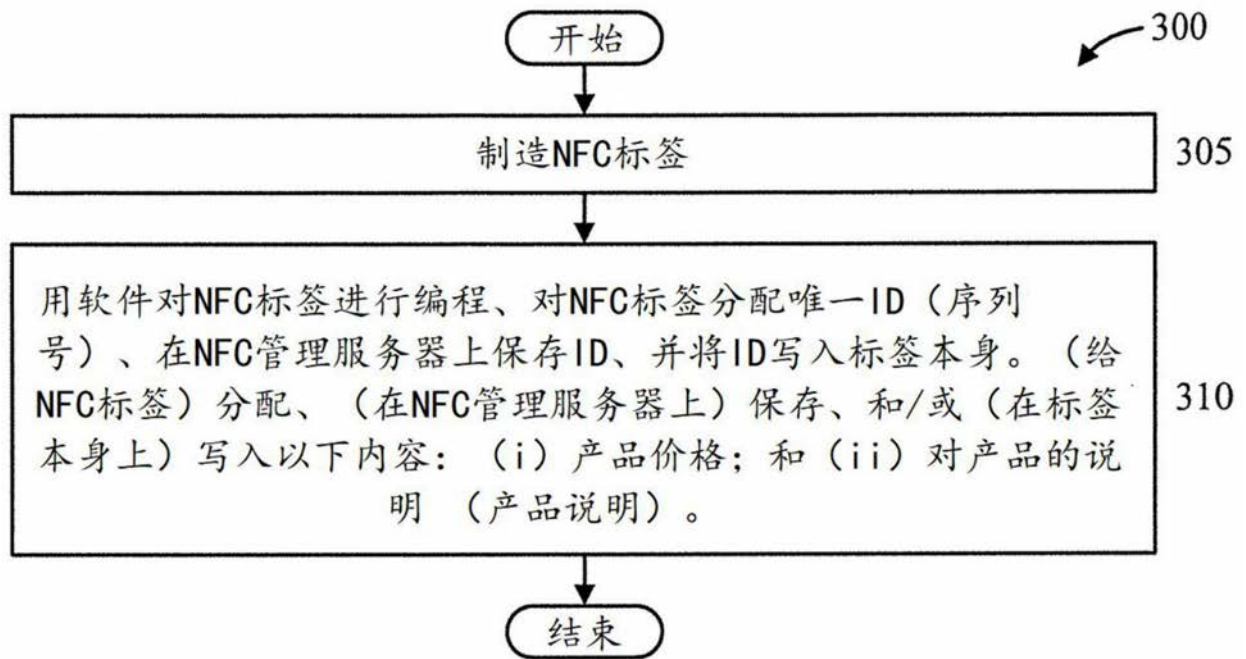 开始
300
制造NFC标签
305
用软件对NFC标签进行编程、对NFC标签分配唯一ID（序列
号）、在NFC管理服务器上保存ID、并将ID写入标签本身。（给
NFC标签）分配、（在NFC管理服务器上）保存、和/或（在标签
本身上）写入以下内容：（i）产品价格；和（ii）对产品的说
明 （产品说明）。
310
结束